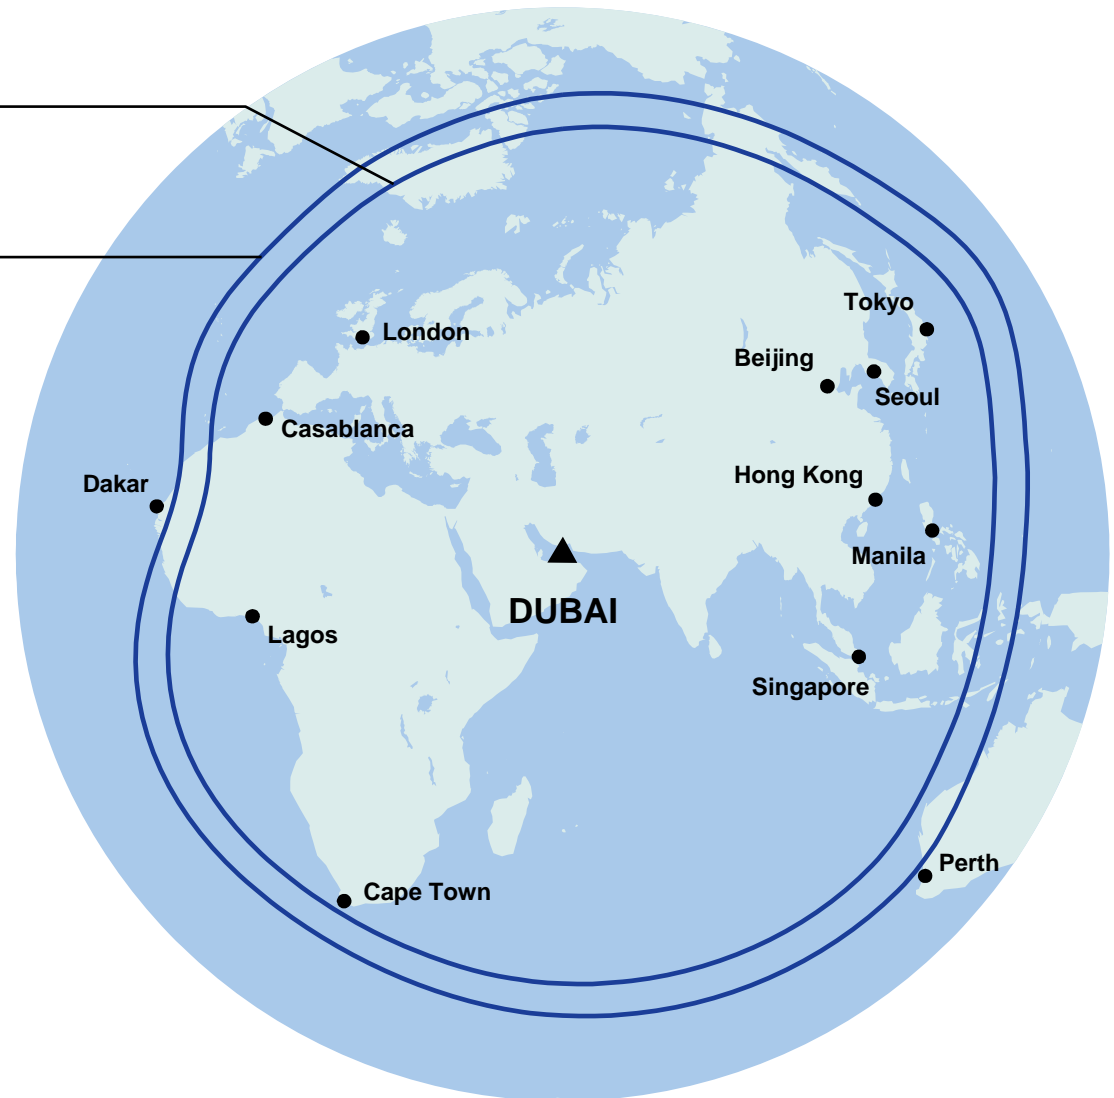 Tokyo
London
Beijing
Seoul
Casablanca
Hong Kong
Dakar
Manila
DUBAI
Lagos
Singapore
Perth
Cape Town